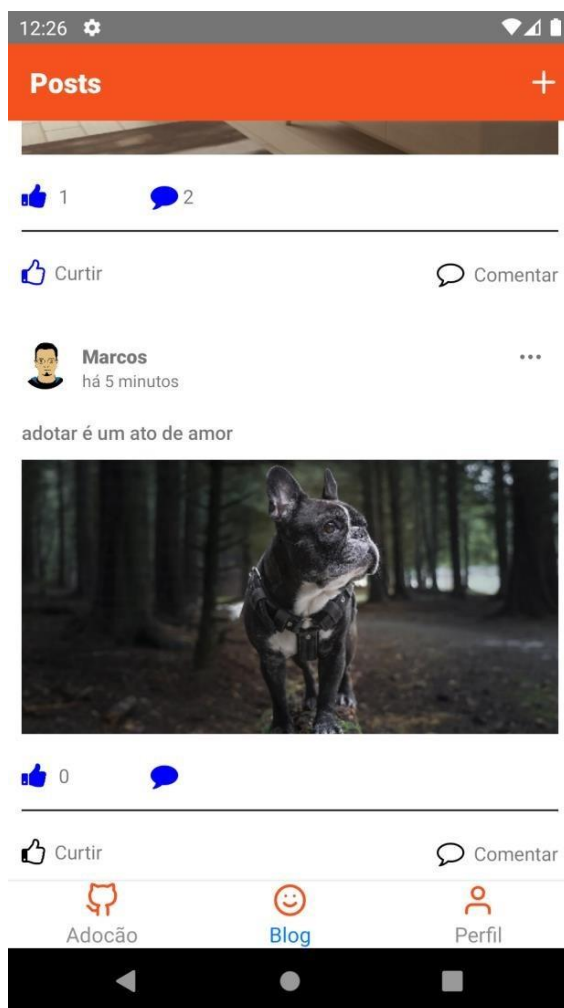 12:26
Posts
1 2
Curtir Comentar
Marcos
há 5 minutos
adotar é um ato de amor
0
Curtir Comentar
Adocão Blog Perfil